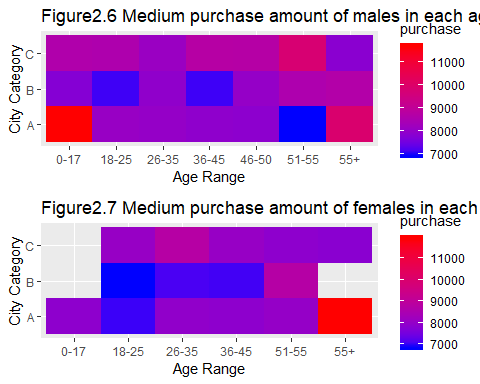 Figure2.6 Medium purchase amount of males in each ag
purchase
City Category
C
B
A
0-17 18-25 26-35 36-45 46-50 51-55 55+
Age Range
11000
10000
9000
8000
7000
Figure2.7 Medium purchase amount of females in each
purchase
City Category
C
B
A
0-17 18-25 26-35 36-45 51-55 55+
Age Range
11000
10000
9000
8000
7000